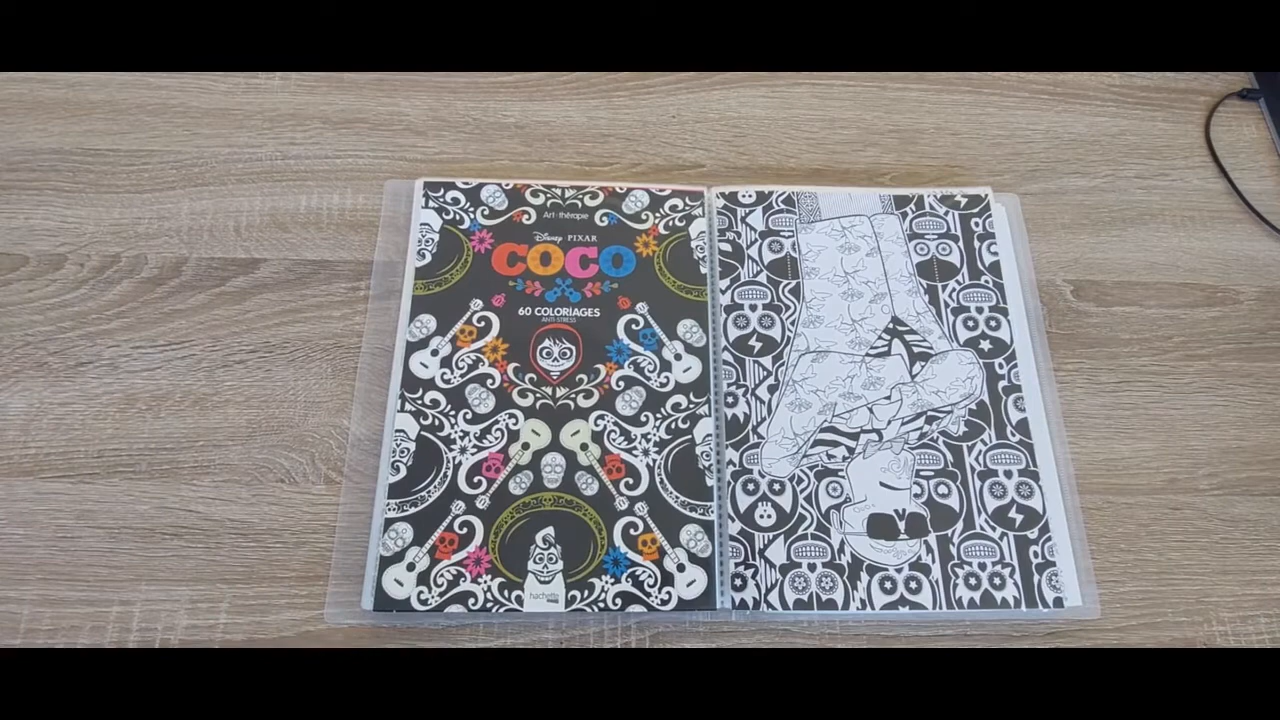 Art-thérapie
Disney PIXAR
COCO
60 COLORIAGES
ANTI-STRESS
hachette